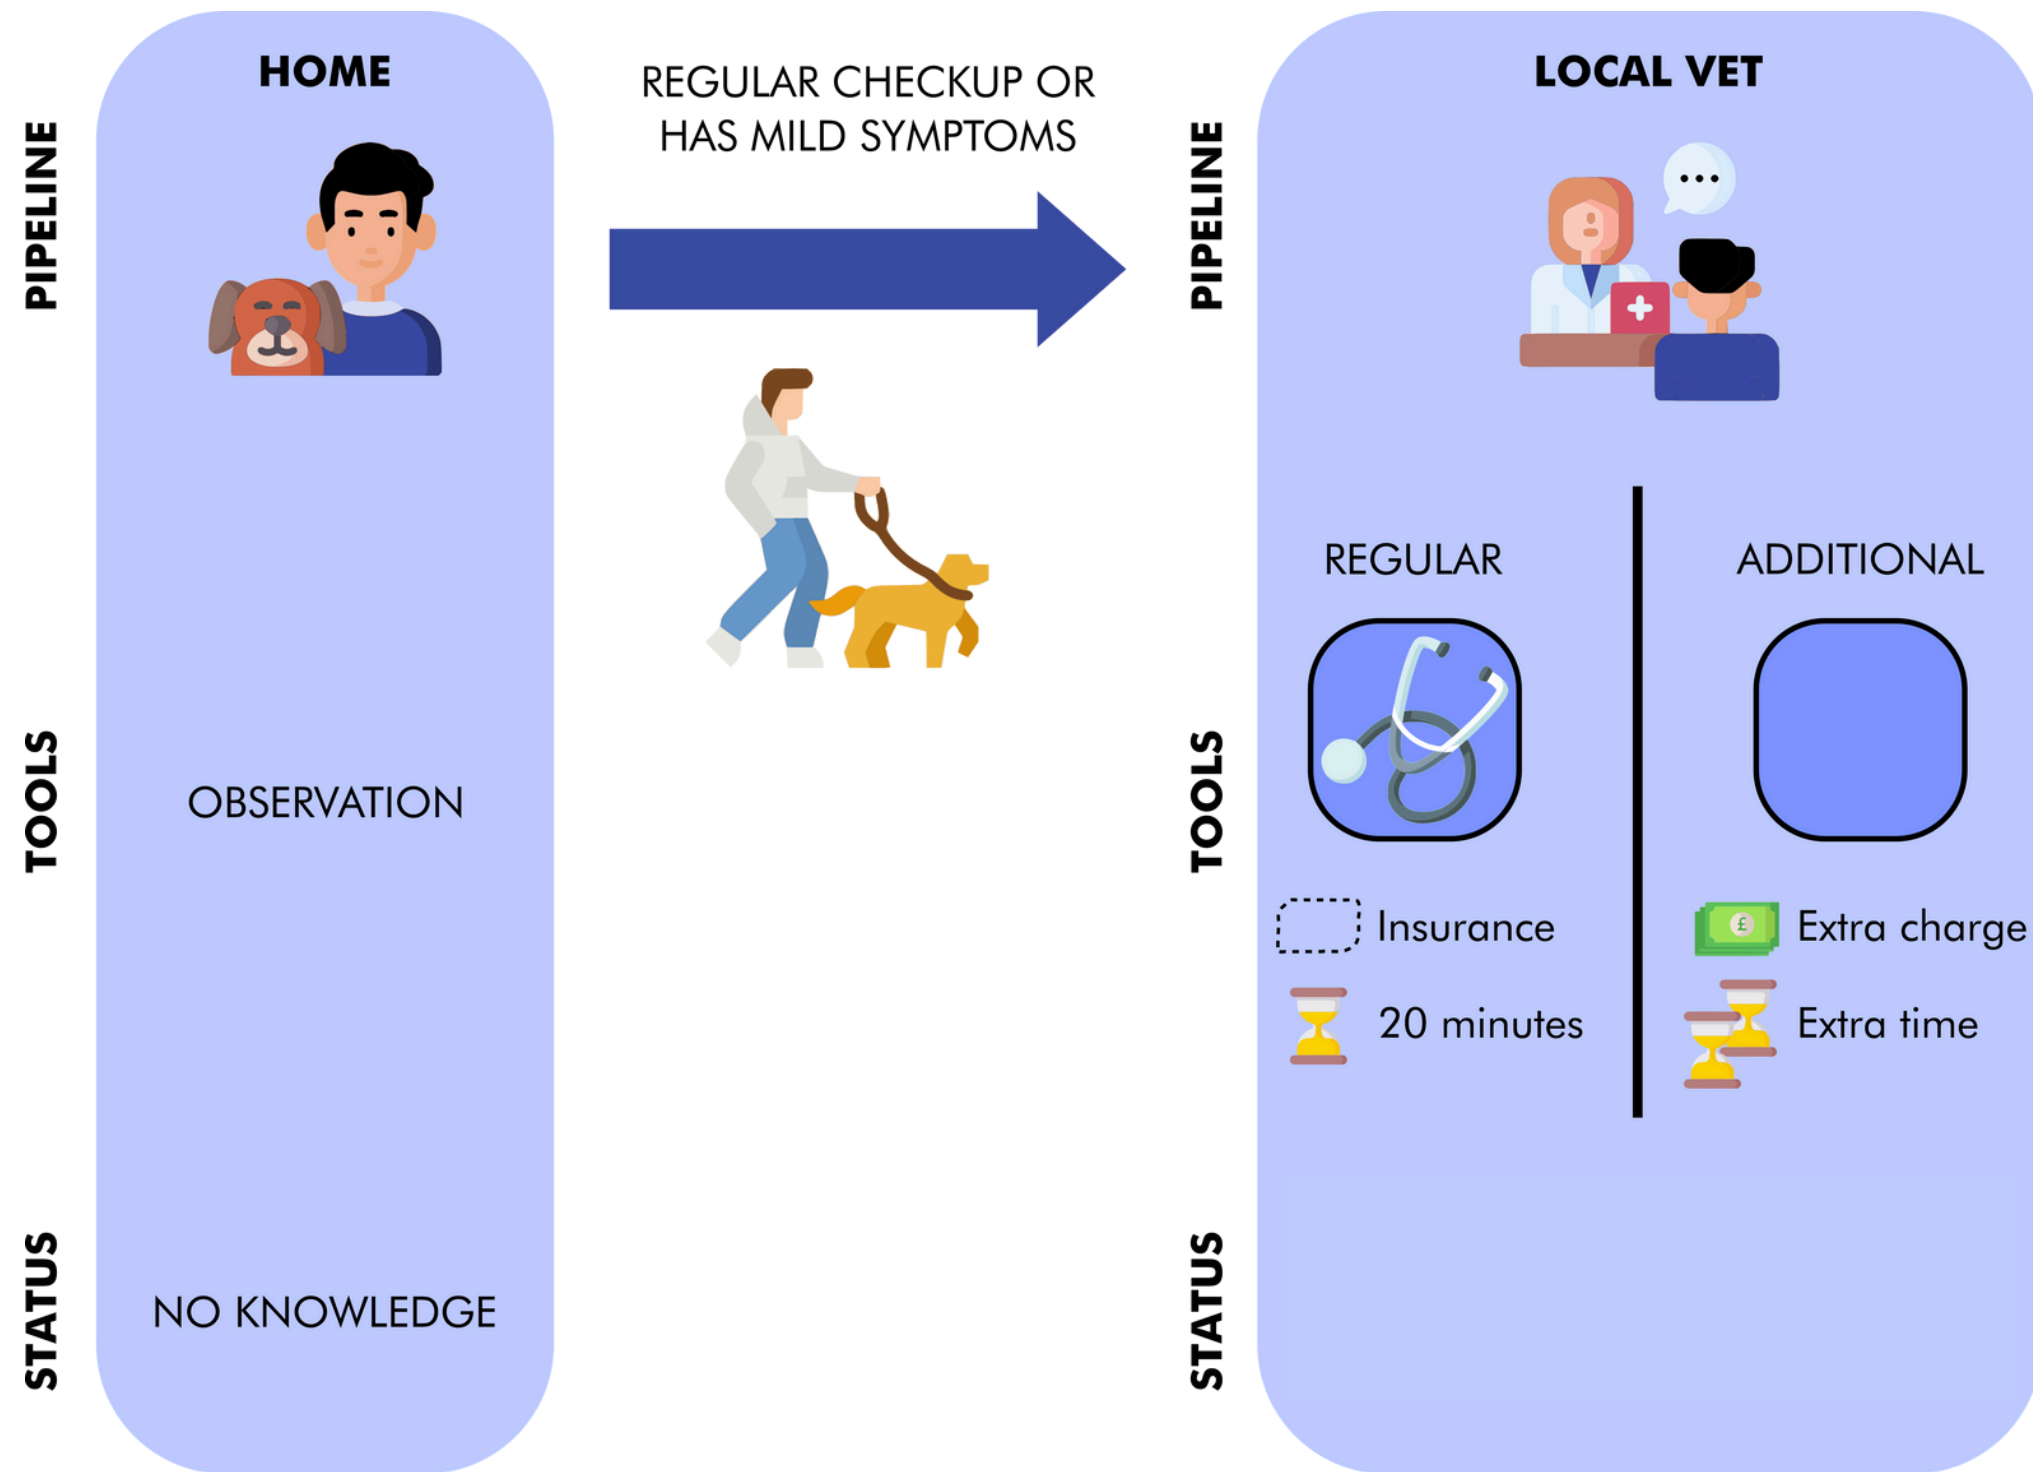 HOME
PIPELINE
TOOLS
OBSERVATION
STATUS
NO KNOWLEDGE
REGULAR CHECKUP OR
HAS MILD SYMPTOMS
LOCAL VET
PIPELINE
TOOLS
REGULAR
ADDITIONAL
Insurance
Extra charge
£
20 minutes
Extra time
STATUS